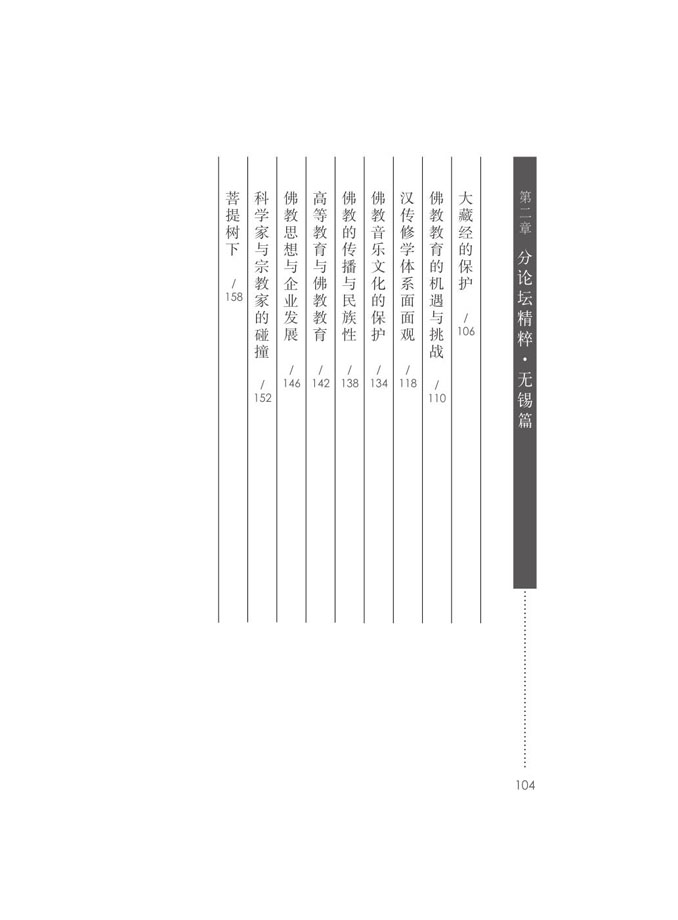 第二章 分论坛精粹·无锡篇
104
大藏经的保护 / 106
佛教教育的机遇与挑战 / 110
汉传修学体系面面观 / 118
佛教音乐文化的保护 / 134
佛教的传播与民族性 / 138
高等教育与佛教教育 / 142
佛教思想与企业发展 / 146
科学家与宗教家的碰撞 / 152
菩提树下 / 158